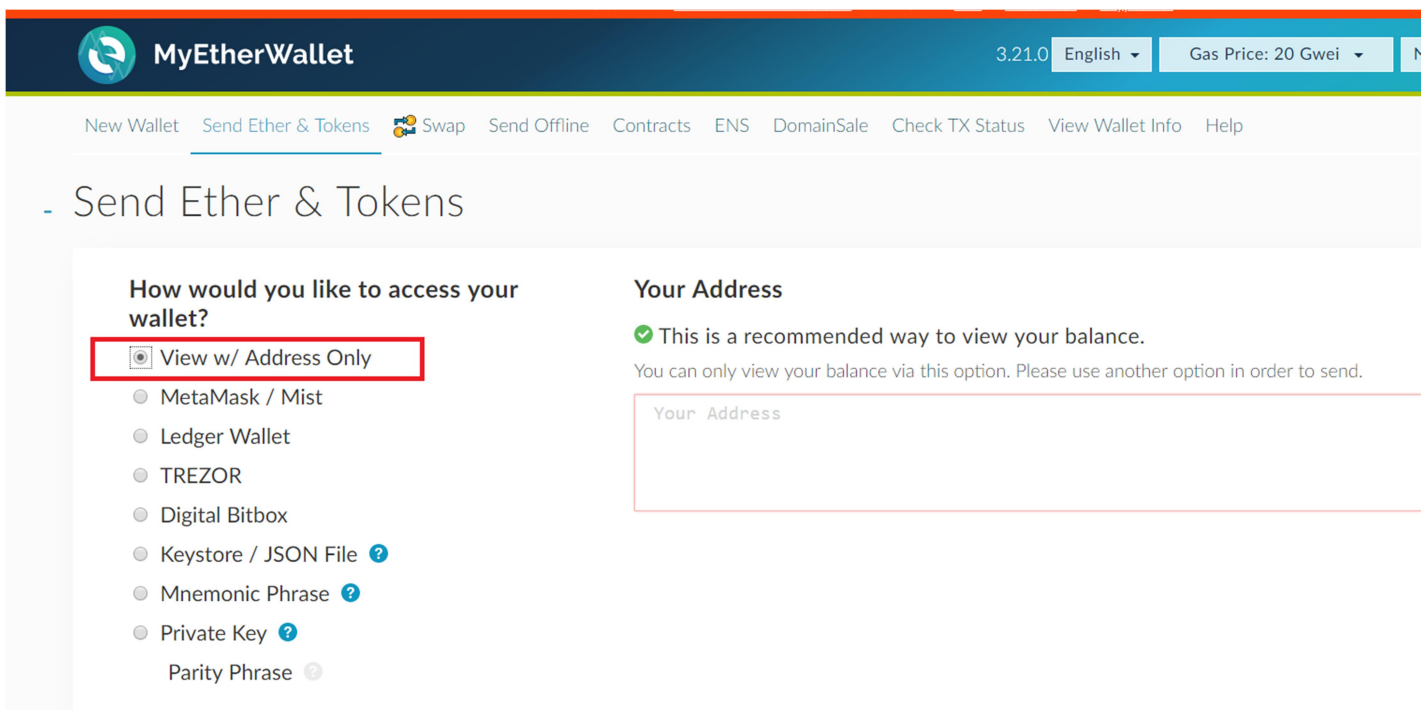 MyEtherWallet
3.21.0 English Gas Price: 20 Gwei N
New Wallet Send Ether & Tokens Swap Send Offline Contracts ENS DomainSale Check TX Status View Wallet Info Help
- Send Ether & Tokens
How would you like to access your
wallet?
View w/ Address Only
MetaMask / Mist
Ledger Wallet
TREZOR
Digital Bitbox
Keystore / JSON File ?
Mnemonic Phrase ?
Private Key ?
Parity Phrase ?
Your Address
This is a recommended way to view your balance.
You can only view your balance via this option. Please use another option in order to send.
Your Address